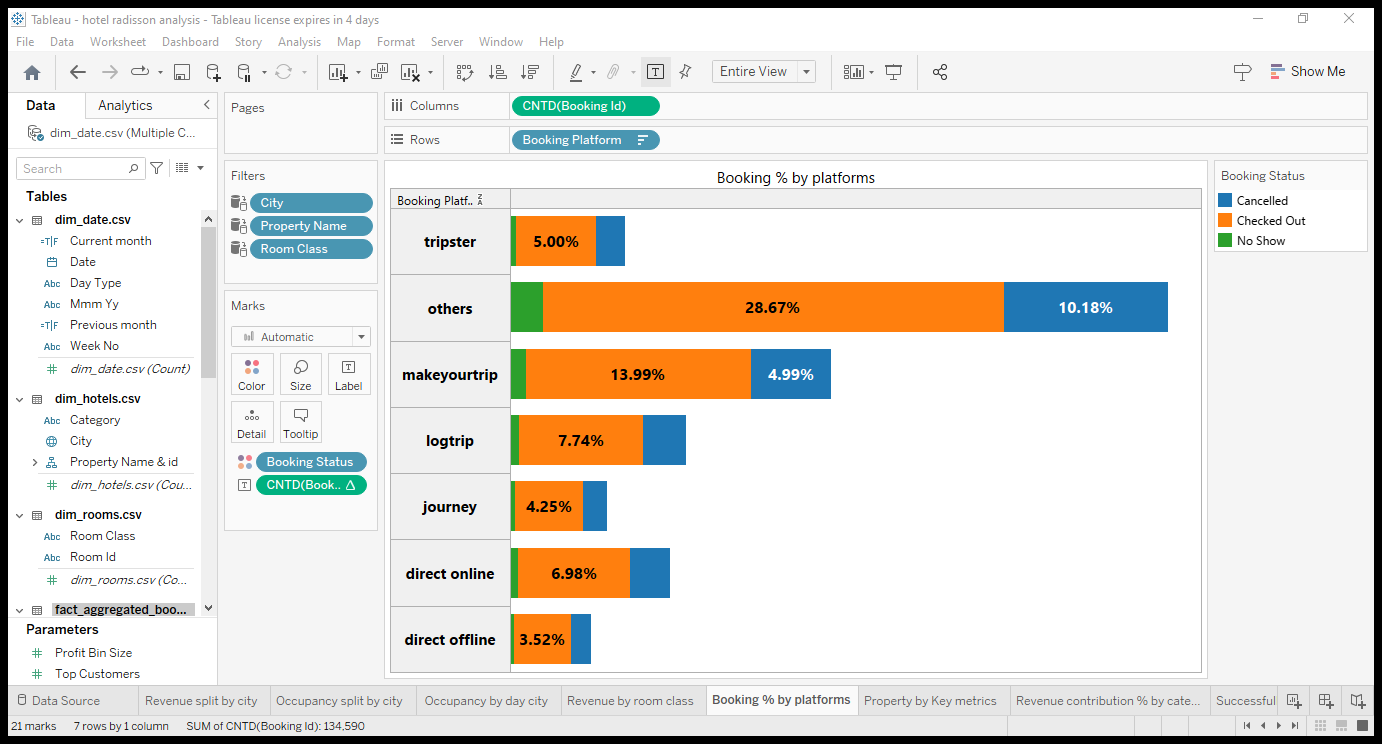 Tableau - hotel radisson analysis - Tableau license expires in 4 days
File Data Worksheet Dashboard Story Analysis Map Format Server Window Help
Entire View
Show Me
Data Analytics
dim_date.csv (Multiple C...
Search
Tables
dim_date.csv
=T|F Current month
Date
Abc Day Type
Abc Mmm Yy
=T|F Previous month
Abc Week No
dim_date.csv (Count)
dim_hotels.csv
Abc Category
City
Property Name & id
dim_hotels.csv (Cou...
dim_rooms.csv
Abc Room Class
Abc Room Id
dim_rooms.csv (Co...
fact_aggregated_boo...
Parameters
Profit Bin Size
Top Customers
Pages
Filters
City
Property Name
Room Class
Marks
Automatic
Color Size Label
Detail Tooltip
Booking Status
CNTD(Book..
Columns CNTD(Booking Id)
Rows Booking Platform
Booking % by platforms
Booking Platf.. Z A
tripster 5.00%
others 28.67% 10.18%
makeyourtrip 13.99% 4.99%
logtrip 7.74%
journey 4.25%
direct online 6.98%
direct offline 3.52%
Booking Status
Cancelled
Checked Out
No Show
Data Source Revenue split by city Occupancy split by city Occupancy by day city Revenue by room class Booking % by platforms Property by Key metrics Revenue contribution % by cate... Successful
21 marks 7 rows by 1 column SUM of CNTD(Booking Id): 134,590